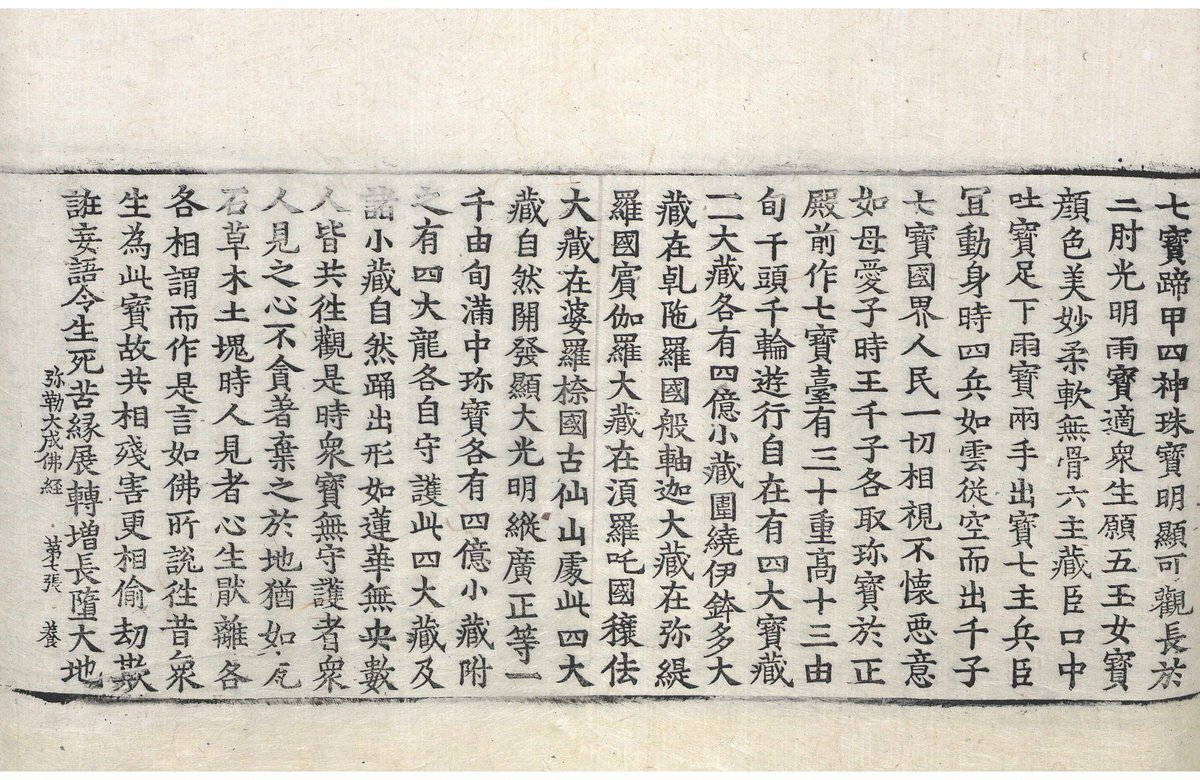 七寶蹄甲四神珠寶明顯可觀長於
二肘光明雨寶適衆生願五玉女寶
顔色美妙柔軟無骨六主藏臣口中
吐寶足下雨寶兩手出寶七主兵臣
冝動身時四兵如雲從空而出千子
七寶國界人民一切相視不懐悪意
如母愛子時王千子各取珎寶於正
殿前作七寶臺有三十重髙十三由
旬千頭千輪遊行自在有四大寶藏
一一大藏各有四億小藏圍繞伊鉢多大
藏在乹陁羅國般軸迦大藏在弥緹
羅國賔伽羅大藏在湏羅吒國穰佉
大藏在婆羅㮈國古仙山處此四大
藏自然開發顯大光明縱廣正等一
千由旬滿中珎寶各有四億小藏附
之有四大龍各自守護此四大藏及
諸小藏自然踊出形如蓮華無央數
人皆共徃觀是時衆寶無守護者衆
人見之心不貪著棄之於地猶如瓦
石草木土塊時人見者心生猒離各
各相謂而作是言如佛所說徃昔衆
生為此寶故共相殘害更相偷劫欺
誑妄語令生死苦縁展轉増長墮大地
弥勒大成佛經 第七張 養